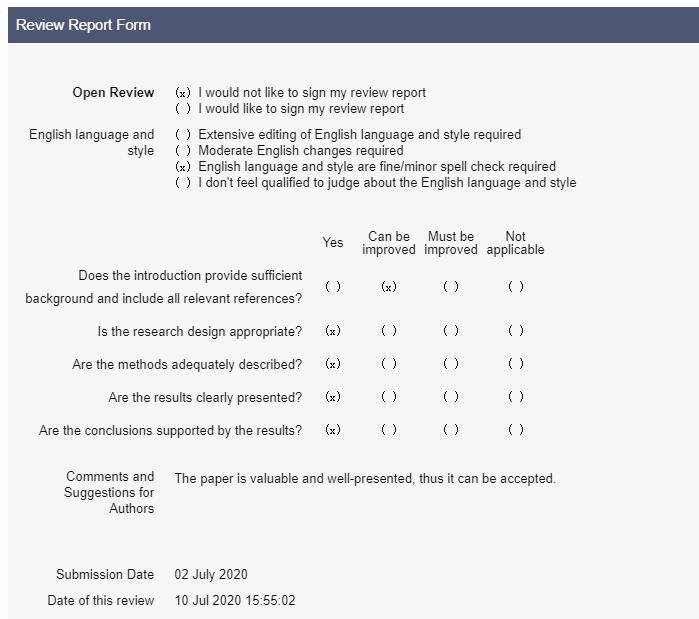 Review Report Form
Open Review (x) I would not like to sign my review report
( ) I would like to sign my review report
English language and style
( ) Extensive editing of English language and style required
( ) Moderate English changes required
(x) English language and style are fine/minor spell check required
( ) I don't feel qualified to judge about the English language and style
Yes Can be improved Must be improved Not applicable
Does the introduction provide sufficient
background and include all relevant references? ( ) (x) ( ) ( )
Is the research design appropriate? (x) ( ) ( ) ( )
Are the methods adequately described? (x) ( ) ( ) ( )
Are the results clearly presented? (x) ( ) ( ) ( )
Are the conclusions supported by the results? (x) ( ) ( ) ( )
Comments and
Suggestions for
Authors
The paper is valuable and well-presented, thus it can be accepted.
Submission Date 02 July 2020
Date of this review 10 Jul 2020 15:55:02